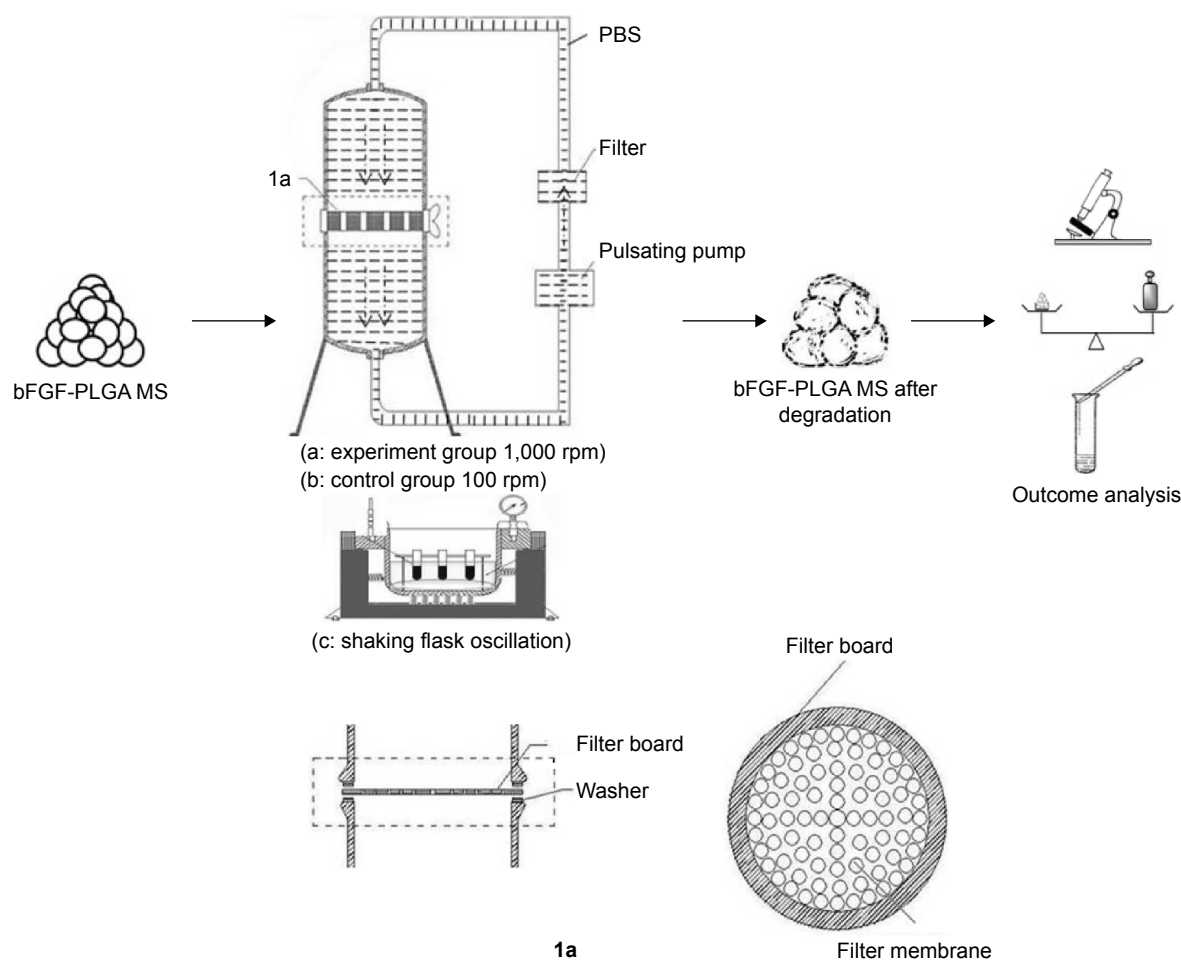 PBS
Filter
1a
Pulsating pump
bFGF-PLGA MS
bFGF-PLGA MS after
degradation
Outcome analysis
(a: experiment group 1,000 rpm)
(b: control group 100 rpm)
(c: shaking flask oscillation)
Filter board
Filter board
Washer
Filter membrane
1a